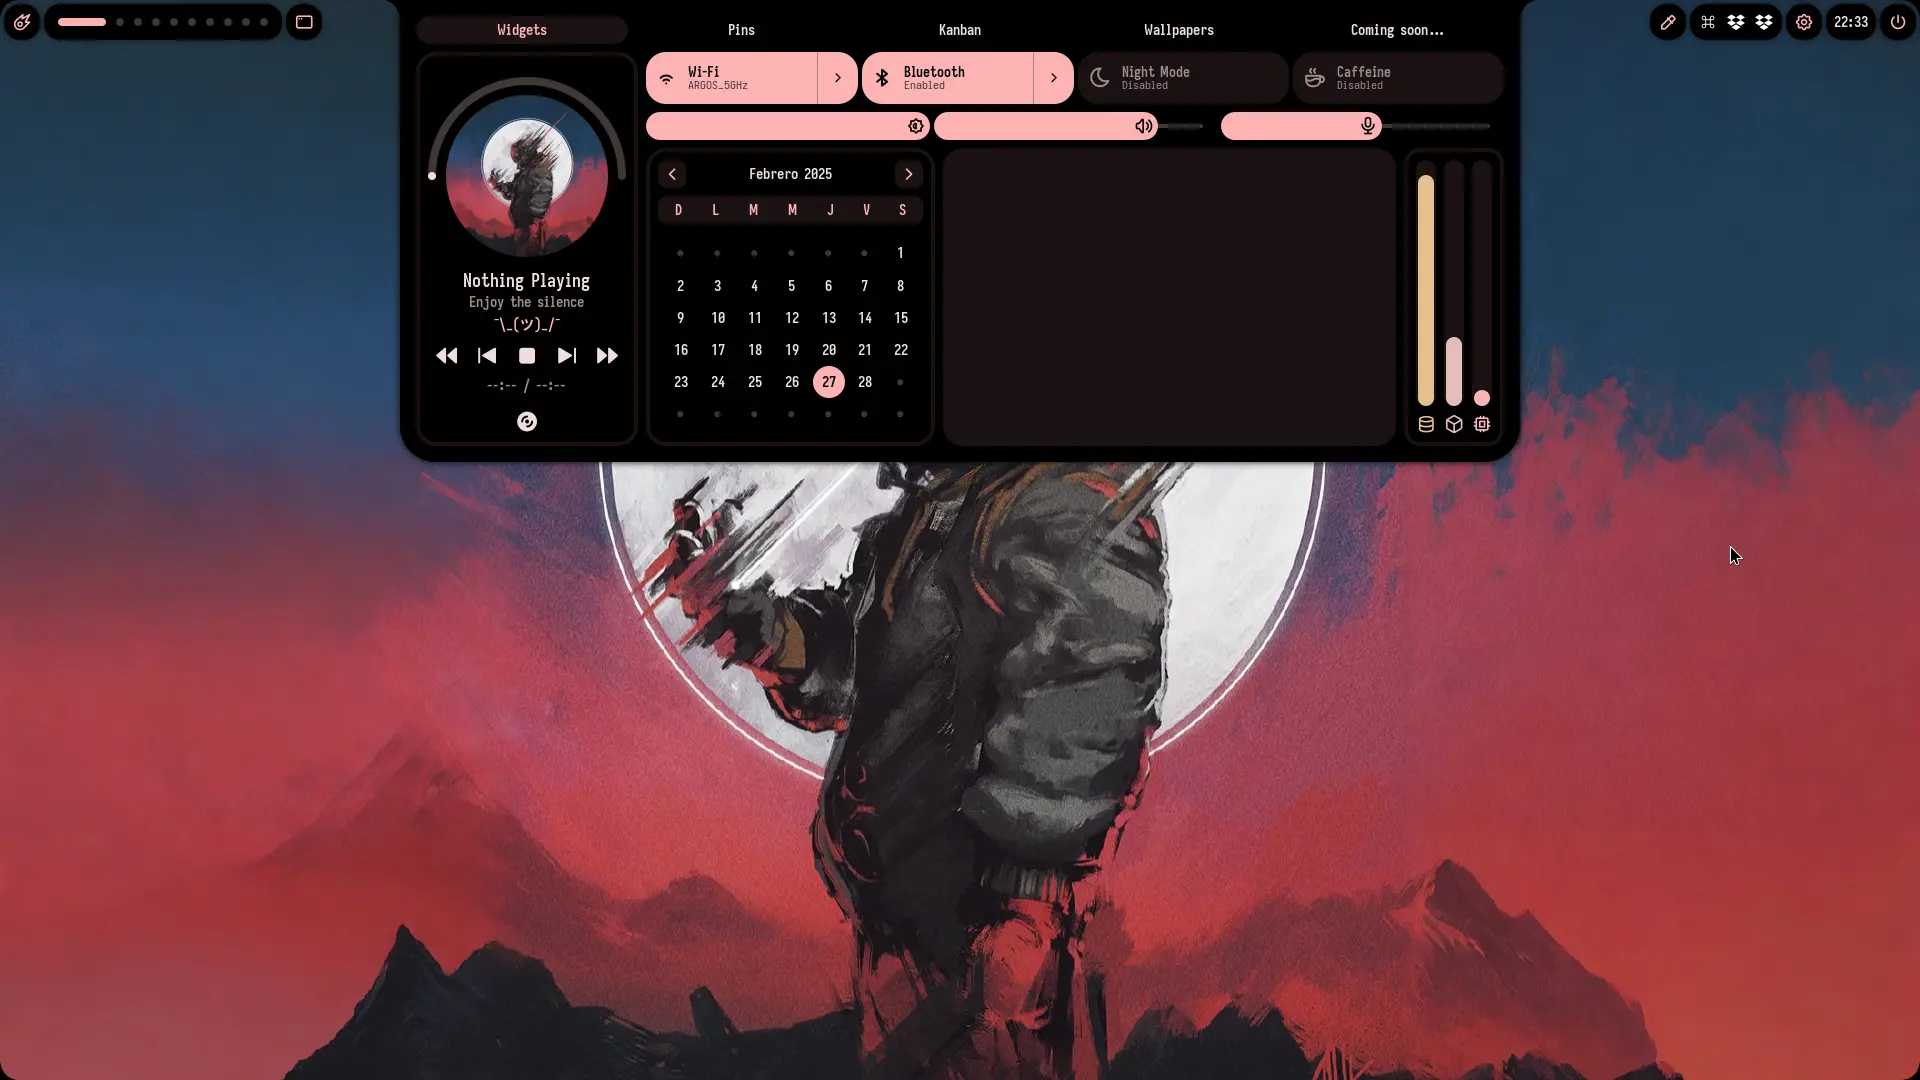 Widgets
Pins
Kanban
Wallpapers
Coming soon...
22:33
Wi-Fi
ARGOS_5GHz
Bluetooth
Enabled
Night Mode
Disabled
Caffeine
Disabled
Nothing Playing
Enjoy the silence
¯\_(ツ)_/¯
--:-- / --:--
Febrero 2025
D L M M J V S
1
2 3 4 5 6 7 8
9 10 11 12 13 14 15
16 17 18 19 20 21 22
23 24 25 26 27 28